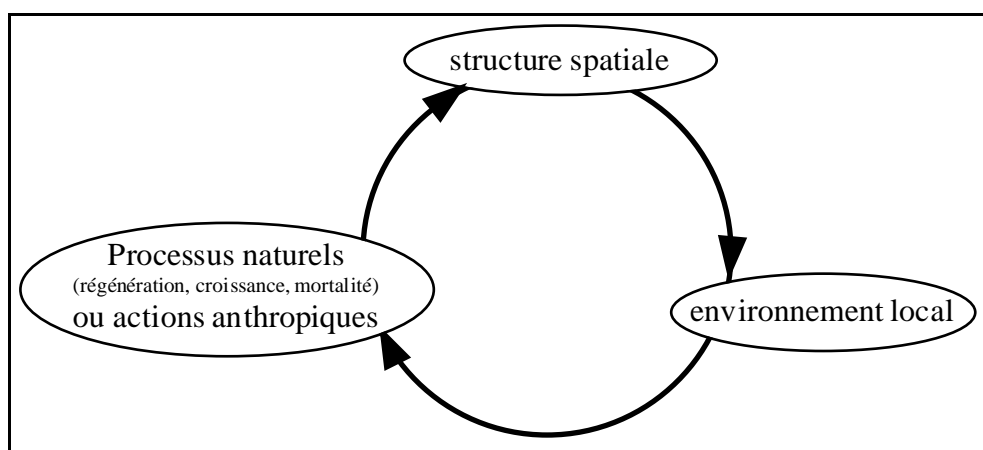 structure spatiale
Processus naturels
(régénération, croissance, mortalité)
ou actions anthropiques
environnement local